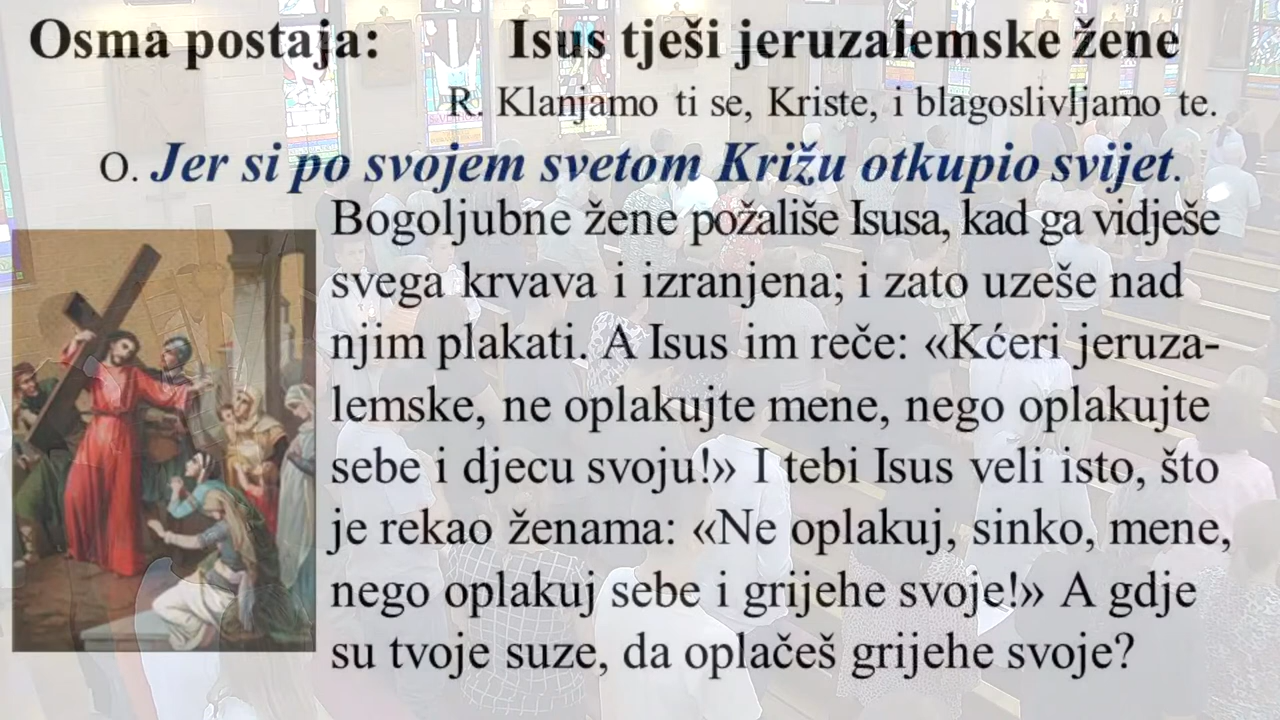 Osma postaja: Isus tješi jeruzalemske žene
R. Klanjamo ti se, Kriste, i blagoslivljamo te.
O. Jer si po svojem svetom Križu otkupio svijet.
Bogoljubne žene požališe Isusa, kad ga vidješe
svega krvava i izranjena; i zato uzeše nad
njim plakati. A Isus im reče: «Kćeri jeruza-
lemske, ne oplakujte mene, nego oplakujte
sebe i djecu svoju!» I tebi Isus veli isto, što
je rekao ženama: «Ne oplakuj, sinko, mene,
nego oplakuj sebe i grijehe svoje!» A gdje
su tvoje suze, da oplačeš grijehe svoje?